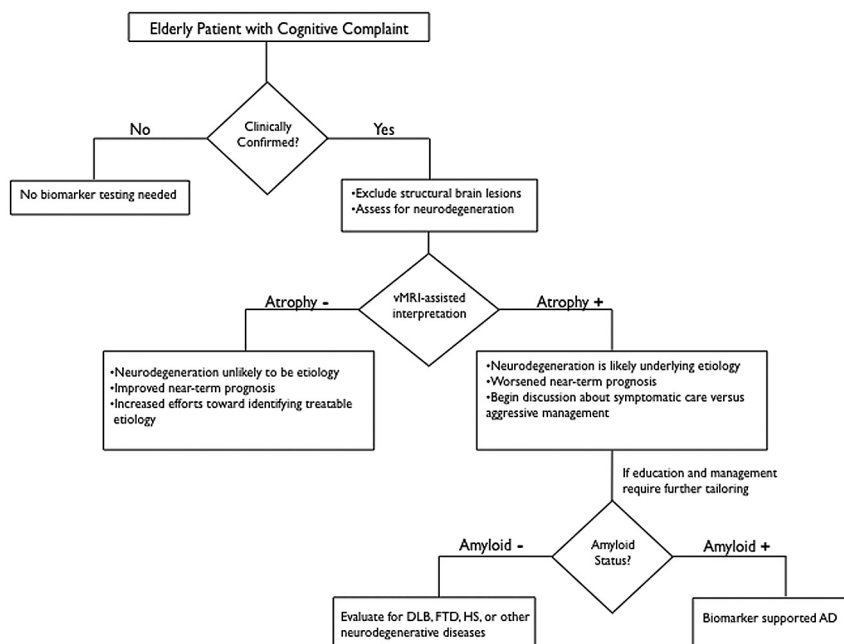 Elderly Patient with Cognitive Complaint
No
Clinically
Confirmed?
Yes
No biomarker testing needed
•Exclude structural brain lesions
•Assess for neurodegeneration
Atrophy -
vMRI-assisted
interpretation
Atrophy +
•Neurodegeneration unlikely to be etiology
•Improved near-term prognosis
•Increased efforts toward identifying treatable
etiology
•Neurodegeneration is likely underlying etiology
•Worsened near-term prognosis
•Begin discussion about symptomatic care versus
aggressive management
If education and management
require further tailoring
Amyloid -
Amyloid
Status?
Amyloid +
Evaluate for DLB, FTD, HS, or other
neurodegenerative diseases
Biomarker supported AD